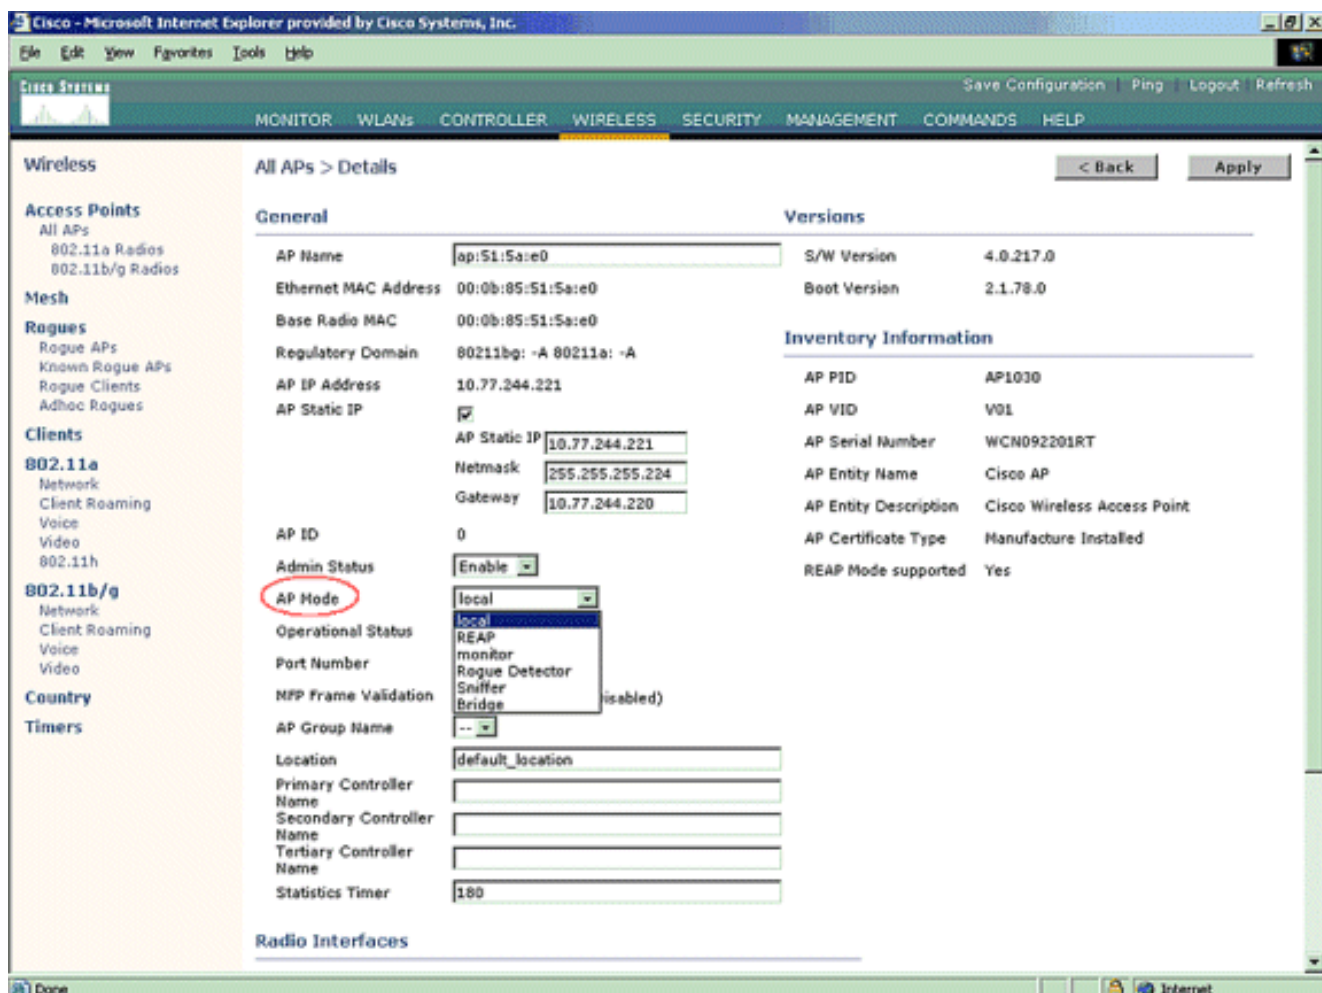 Cisco - Microsoft Internet Explorer provided by Cisco Systems, Inc.
File Edit View Favorites Tools Help
Cisco Systems
Save Configuration | Ping | Logout | Refresh
MONITOR WLANs CONTROLLER WIRELESS SECURITY MANAGEMENT COMMANDS HELP
Wireless
Access Points
All APs
802.11a Radios
802.11b/g Radios
Mesh
Rogues
Rogue APs
Known Rogue APs
Rogue Clients
Adhoc Rogues
Clients
802.11a
Network
Client Roaming
Voice
Video
802.11h
802.11b/g
Network
Client Roaming
Voice
Video
Country
Timers
All APs > Details
< Back
Apply
General
AP Name ap:51:5a:e0
Ethernet MAC Address 00:0b:85:51:5a:e0
Base Radio MAC 00:0b:85:51:5a:e0
Regulatory Domain 80211bg: -A 80211a: -A
AP IP Address 10.77.244.221
AP Static IP
AP Static IP 10.77.244.221
Netmask 255.255.255.224
Gateway 10.77.244.220
AP ID 0
Admin Status Enable
AP Mode local
local
REAP
monitor
Rogue Detector
Sniffer
Bridge
Operational Status
Port Number
MFP Frame Validation isabled)
AP Group Name --
Location default_location
Primary Controller
Name
Secondary Controller
Name
Tertiary Controller
Name
Statistics Timer 180
Radio Interfaces
Versions
S/W Version 4.0.217.0
Boot Version 2.1.78.0
Inventory Information
AP PID AP1030
AP VID V01
AP Serial Number WCN092201RT
AP Entity Name Cisco AP
AP Entity Description Cisco Wireless Access Point
AP Certificate Type Manufacture Installed
REAP Mode supported Yes
Done
Internet